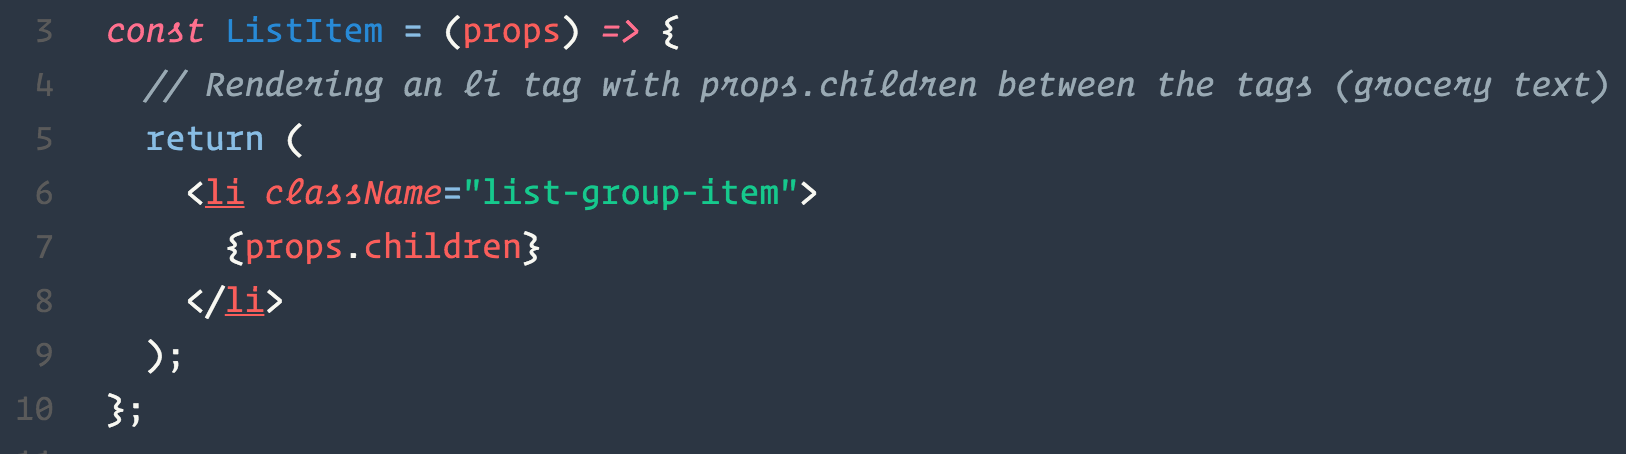 3 const ListItem = (props) => {
4 // Rendering an li tag with props.children between the tags (grocery text)
5 return (
6 <li className="list-group-item">
7 {props.children}
8 </li>
9 );
10 };